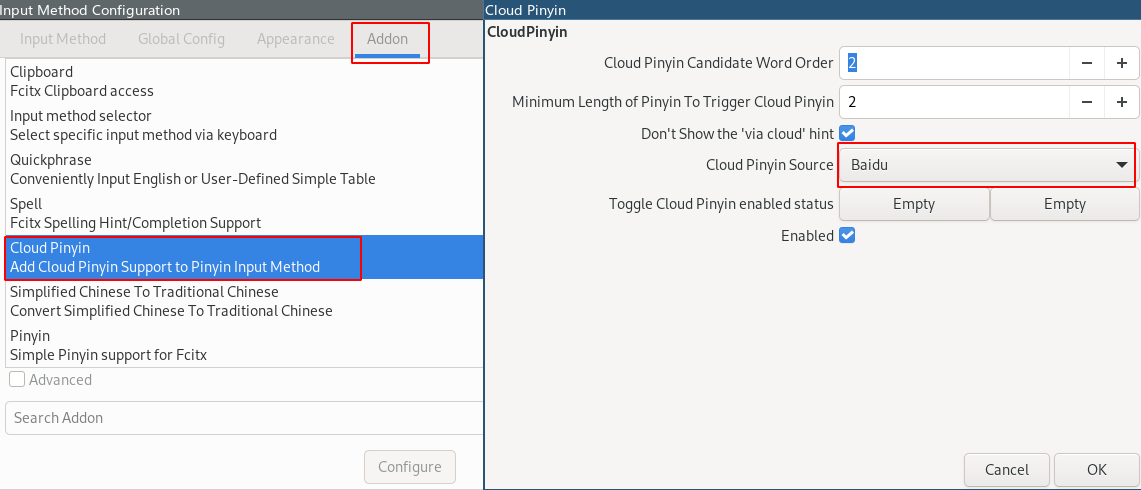 Input Method Configuration
Input Method Global Config Appearance Addon
Clipboard
Fcitx Clipboard access
Input method selector
Select specific input method via keyboard
Quickphrase
Conveniently Input English or User-Defined Simple Table
Spell
Fcitx Spelling Hint/Completion Support
Cloud Pinyin
Add Cloud Pinyin Support to Pinyin Input Method
Simplified Chinese To Traditional Chinese
Convert Simplified Chinese To Traditional Chinese
Pinyin
Simple Pinyin support for Fcitx
Advanced
Search Addon
Configure
Cloud Pinyin
CloudPinyin
Cloud Pinyin Candidate Word Order 2 − +
Minimum Length of Pinyin To Trigger Cloud Pinyin 2 − +
Don't Show the 'via cloud' hint
Cloud Pinyin Source Baidu
Toggle Cloud Pinyin enabled status Empty Empty
Enabled
Cancel OK